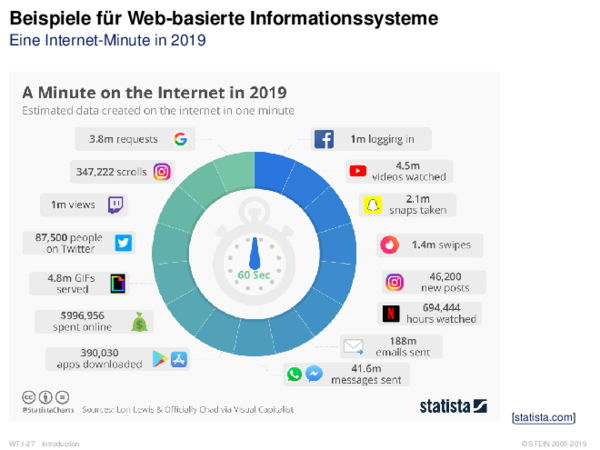 Beispiele für Web-basierte Informationssysteme
Eine Internet-Minute in 2019
A Minute on the Internet in 2019
Estimated data created on the internet in one minute
3.8m requests
1m logging in
347,222 scrolls
4.5m
videos watched
1m views
2.1m
snaps taken
87,500 people
on Twitter
1.4m swipes
4.8m GIFs
served
46,200
new posts
$996,956
spent online
694,444
hours watched
390,030
apps downloaded
188m
emails sent
41.6m
messages sent
60 Sec
@StatistaCharts Sources: Lori Lewis & Officially Chad via Visual Capitalist
statista
[statista.com]
WT:I-27 Introduction
© STEIN 2005-2019